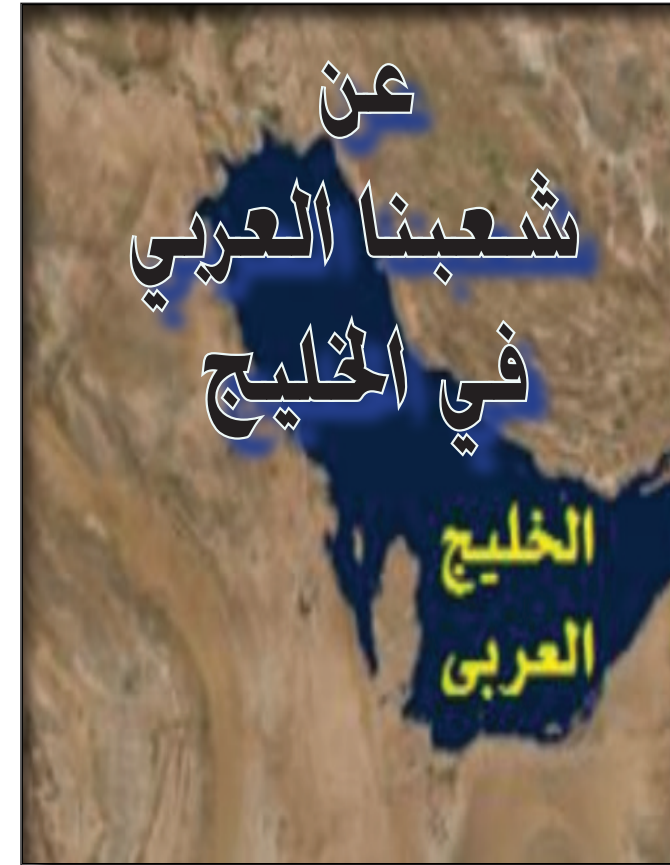 عن
شعبنا العربي
في الخليج
الخليج
العربى